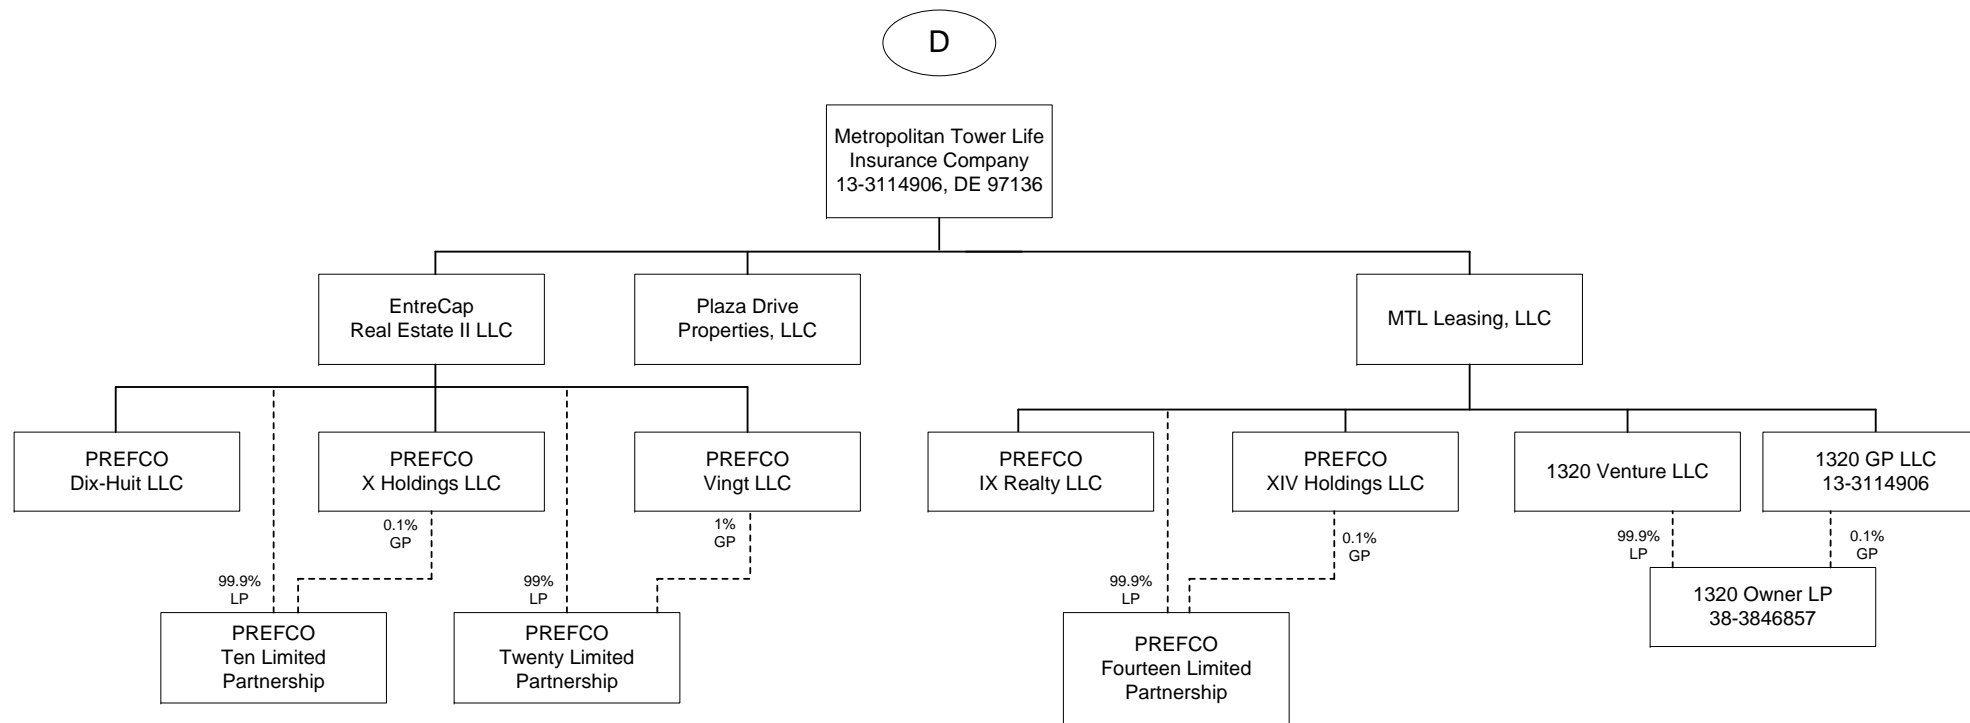 D
Metropolitan Tower Life
Insurance Company
13-3114906, DE 97136
EntreCap
Real Estate II LLC
Plaza Drive
Properties, LLC
MTL Leasing, LLC
PREFCO
Dix-Huit LLC
PREFCO
X Holdings LLC
PREFCO
Vingt LLC
PREFCO
IX Realty LLC
PREFCO
XIV Holdings LLC
1320 Venture LLC
1320 GP LLC
13-3114906
0.1%
GP
1%
GP
0.1%
GP
99.9%
LP
0.1%
GP
99.9%
LP
99%
LP
99.9%
LP
1320 Owner LP
38-3846857
PREFCO
Ten Limited
Partnership
PREFCO
Twenty Limited
Partnership
PREFCO
Fourteen Limited
Partnership